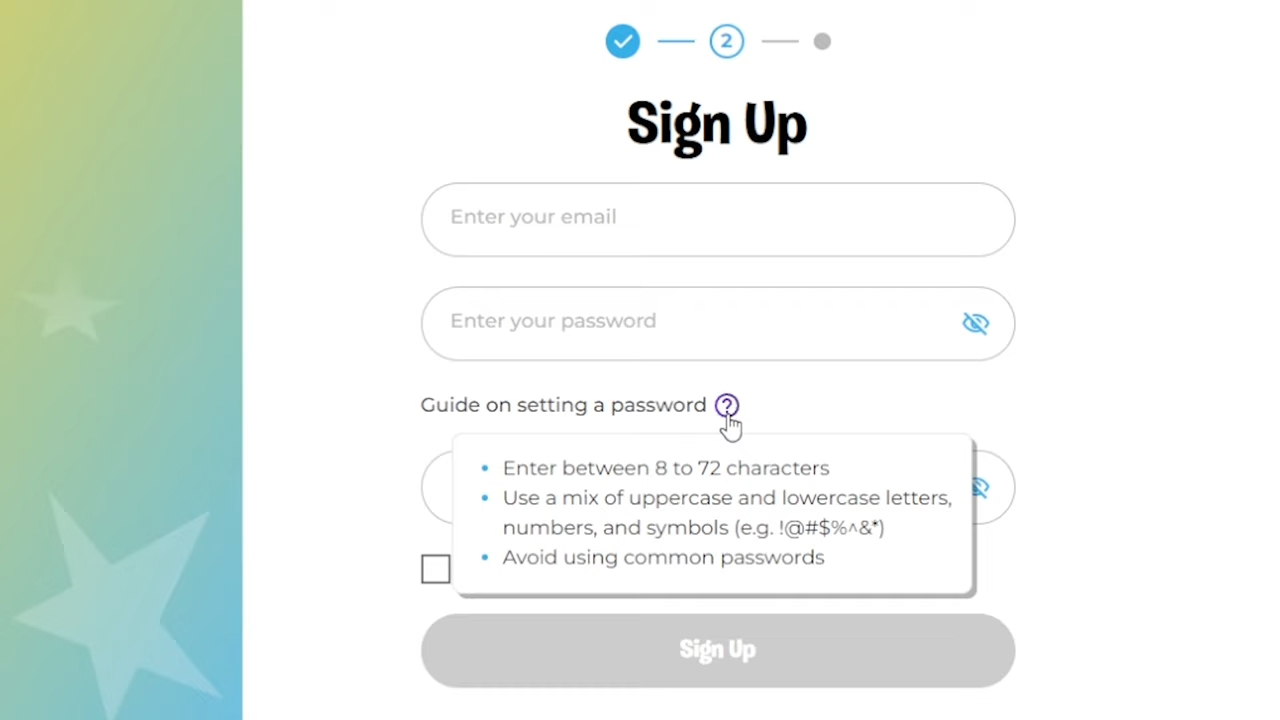 2
Sign Up
Enter your email
Enter your password
Guide on setting a password ?
Enter between 8 to 72 characters
Use a mix of uppercase and lowercase letters,
numbers, and symbols (e.g. !@#$%^&*)
Avoid using common passwords
Sign Up